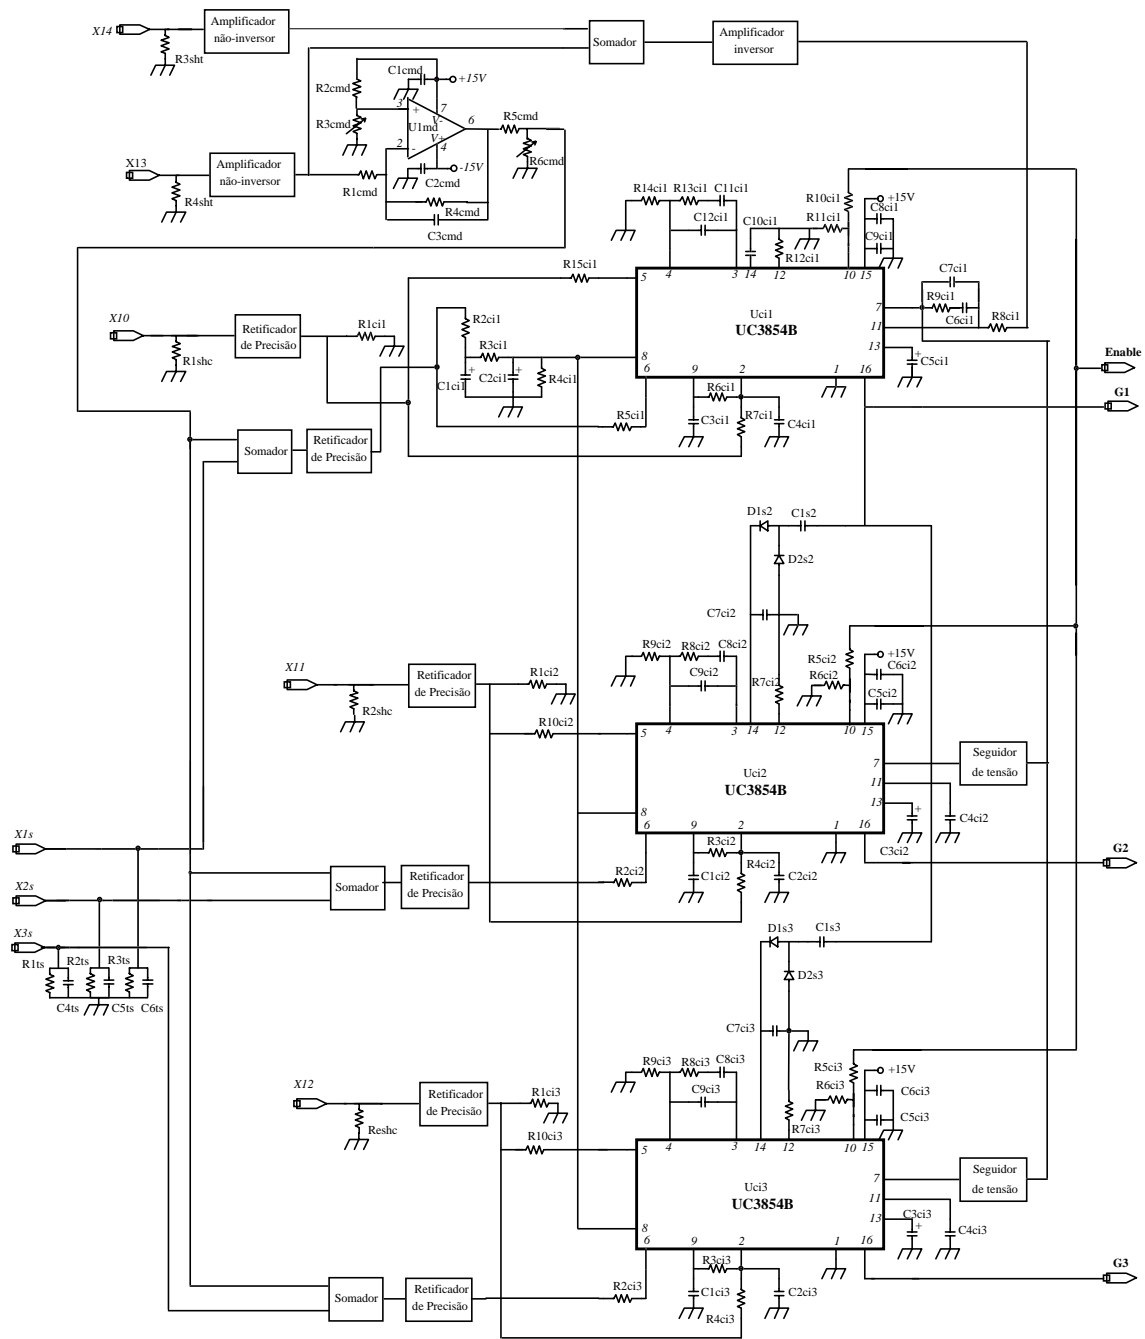 X14
Amplificador
não-inversor
R3sht
Somador
Amplificador
inversor
C1cmd
+15V
R2cmd
3
+
7
V-
R3cmd
U1md
6
R5cmd
V+
2
-
4
-15V
R6cmd
C2cmd
X13
Amplificador
não-inversor
R4sht
R1cmd
R4cmd
C3cmd
R14ci1
R13ci1
C11ci1
C12ci1
C10ci1
R10ci1
R11ci1
R12ci1
+15V
C8ci1
C9ci1
R15ci1
5
4
3
14
12
10
15
Uci1
UC3854B
7
11
13
8
6
9
2
1
16
C7ci1
R9ci1
C6ci1
R8ci1
C5ci1
+
X10
Retificador
de Precisão
R1shc
R1ci1
R2ci1
R3ci1
+
+
C1ci1
C2ci1
R4ci1
R5ci1
R6ci1
C3ci1
R7ci1
C4ci1
Enable
G1
Somador
Retificador
de Precisão
D1s2
C1s2
D2s2
C7ci2
R9ci2
R8ci2
C8ci2
C9ci2
R7ci2
R5ci2
R6ci2
+15V
C6ci2
C5ci2
X11
Retificador
de Precisão
R2shc
R1ci2
R10ci2
5
4
3
14
12
10
15
Uci2
UC3854B
7
11
13
8
6
9
2
1
16
Seguidor
de tensão
+
C4ci2
C3ci2
G2
X1s
X2s
X3s
Somador
Retificador
de Precisão
R2ci2
R3ci2
C1ci2
R4ci2
C2ci2
R1ts
R2ts
R3ts
C4ts
C5ts
C6ts
D1s3
C1s3
D2s3
C7ci3
R9ci3
R8ci3
C8ci3
C9ci3
R7ci3
R5ci3
R6ci3
+15V
C6ci3
C5ci3
X12
Retificador
de Precisão
Reshc
R1ci3
R10ci3
5
4
3
14
12
10
15
Uci3
UC3854B
7
11
13
8
6
9
2
1
16
Seguidor
de tensão
C3ci3
+
C4ci3
G3
Somador
Retificador
de Precisão
R2ci3
R3ci3
C1ci3
R4ci3
C2ci3